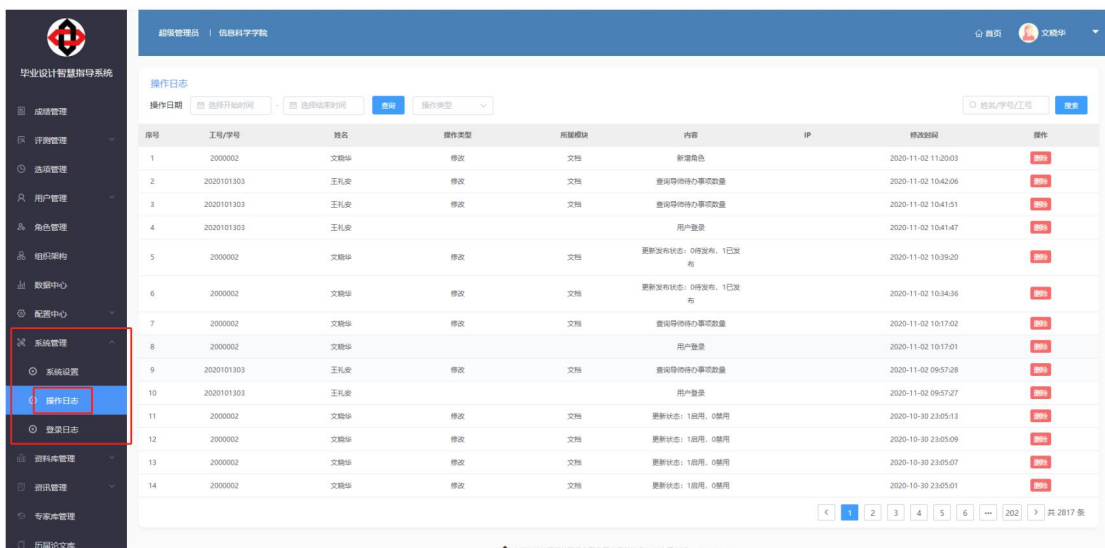 超级管理员 | 信息科学学院
首页 文晓华
毕业设计智慧指导系统
成绩管理
评测管理
选项管理
用户管理
角色管理
组织架构
数据中心
配置中心
系统管理
系统设置
操作日志
登录日志
资料库管理
资讯管理
专家库管理
历届论文库
操作日志
操作日期 选择开始时间 - 选择结束时间 查询 操作类型 姓名/学号/工号 搜索
序号 工号/学号 姓名 操作类型 所属模块 内容 IP 修改时间 操作
1 2000002 文晓华 修改 文档 新增角色 2020-11-02 11:20:03 删除
2 2020101303 王礼安 修改 文档 查询导师待办事项数量 2020-11-02 10:42:06 删除
3 2020101303 王礼安 修改 文档 查询导师待办事项数量 2020-11-02 10:41:51 删除
4 2020101303 王礼安 用户登录 2020-11-02 10:41:47 删除
5 2000002 文晓华 修改 文档 更新发布状态：0待发布、1已发布 2020-11-02 10:39:20 删除
6 2000002 文晓华 修改 文档 更新发布状态：0待发布、1已发布 2020-11-02 10:34:36 删除
7 2000002 文晓华 修改 文档 查询导师待办事项数量 2020-11-02 10:17:02 删除
8 2000002 文晓华 用户登录 2020-11-02 10:17:01 删除
9 2020101303 王礼安 修改 文档 查询导师待办事项数量 2020-11-02 09:57:28 删除
10 2020101303 王礼安 用户登录 2020-11-02 09:57:27 删除
11 2000002 文晓华 修改 文档 更新状态：1启用，0禁用 2020-10-30 23:05:13 删除
12 2000002 文晓华 修改 文档 更新状态：1启用，0禁用 2020-10-30 23:05:09 删除
13 2000002 文晓华 修改 文档 更新状态：1启用，0禁用 2020-10-30 23:05:07 删除
14 2000002 文晓华 修改 文档 更新状态：1启用，0禁用 2020-10-30 23:05:01 删除
< 1 2 3 4 5 6 ··· 202 > 共 2817 条